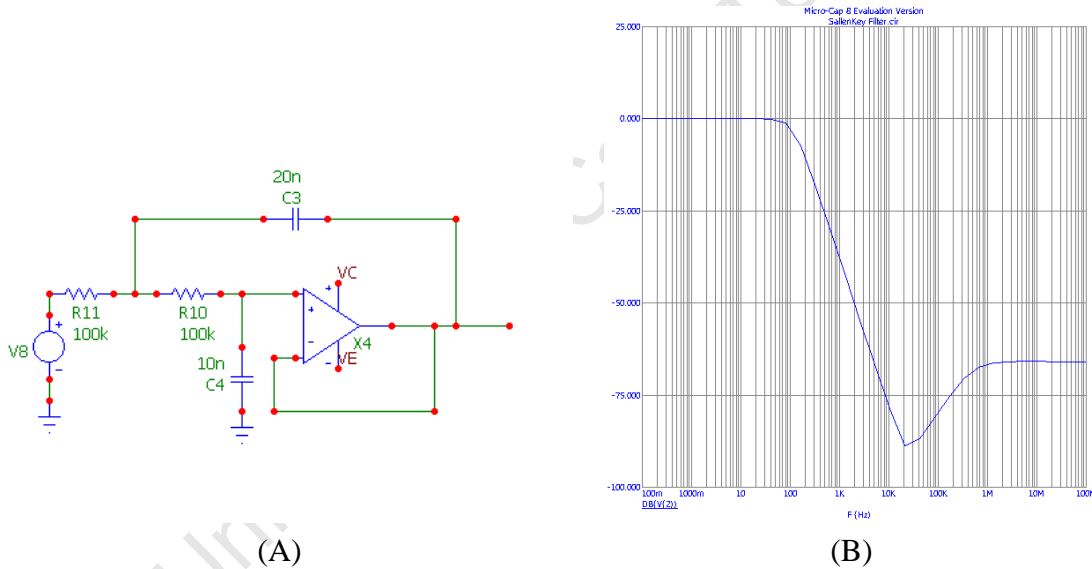 Micro-Cap 8 Evaluation Version
SallenKey Filter.cir
20n
C3
VC
R11
100k
R10
100k
V8
10n
C4
X4
VE
25.000
0.000
-25.000
-50.000
-75.000
-100.000
100m 1000m 10 100 1K 10K 100K 1M 10M 100M
DB(V(2))
F (Hz)
(A)
(B)